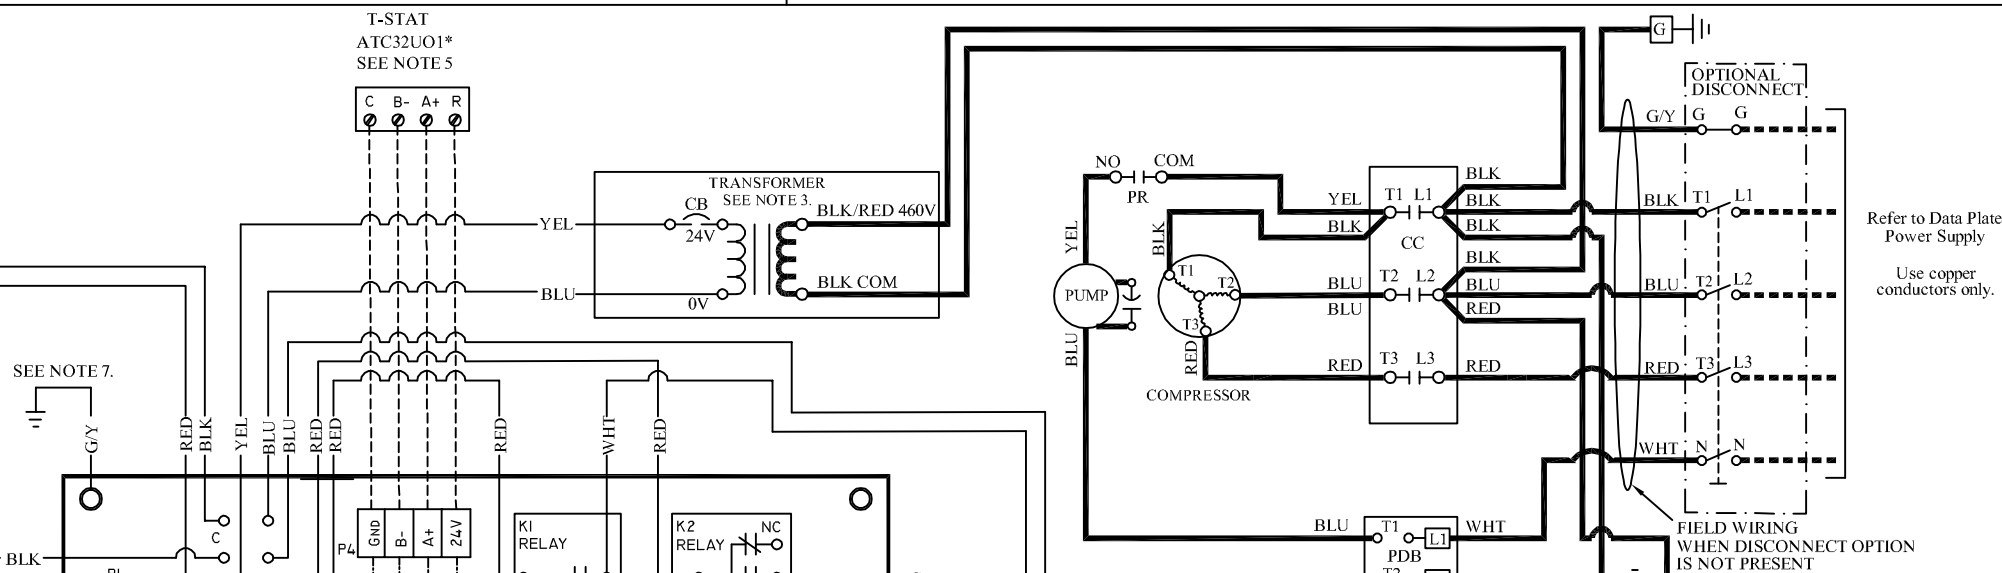 T-STAT
ATC32UO1*
SEE NOTE 5
C B- A+ R
TRANSFORMER
SEE NOTE 3.
CB
24V
0V
YEL
BLU
BLK/RED 460V
BLK COM
NO COM
PR
YEL
BLU
PUMP
BLK
T1
T2
T3
RED
COMPRESSOR
YEL
BLK
BLU
BLU
RED
T1 L1
CC
T2 L2
T3 L3
BLK
BLK
BLK
BLK
BLU
RED
RED
G
OPTIONAL
DISCONNECT
G/Y G G
BLK T1 L1
BLU T2 L2
RED T3 L3
WHT N N
Refer to Data Plate
Power Supply
Use copper
conductors only.
FIELD WIRING
WHEN DISCONNECT OPTION
IS NOT PRESENT
BLU T1 L1 WHT
PDB
T2
SEE NOTE 7.
G/Y
RED
BLK
YEL
BLU
BLU
RED
RED
RED
WHT
RED
C
BLK
P1
P4
GND
B-
A+
24V
K1
RELAY
K2
RELAY
NC